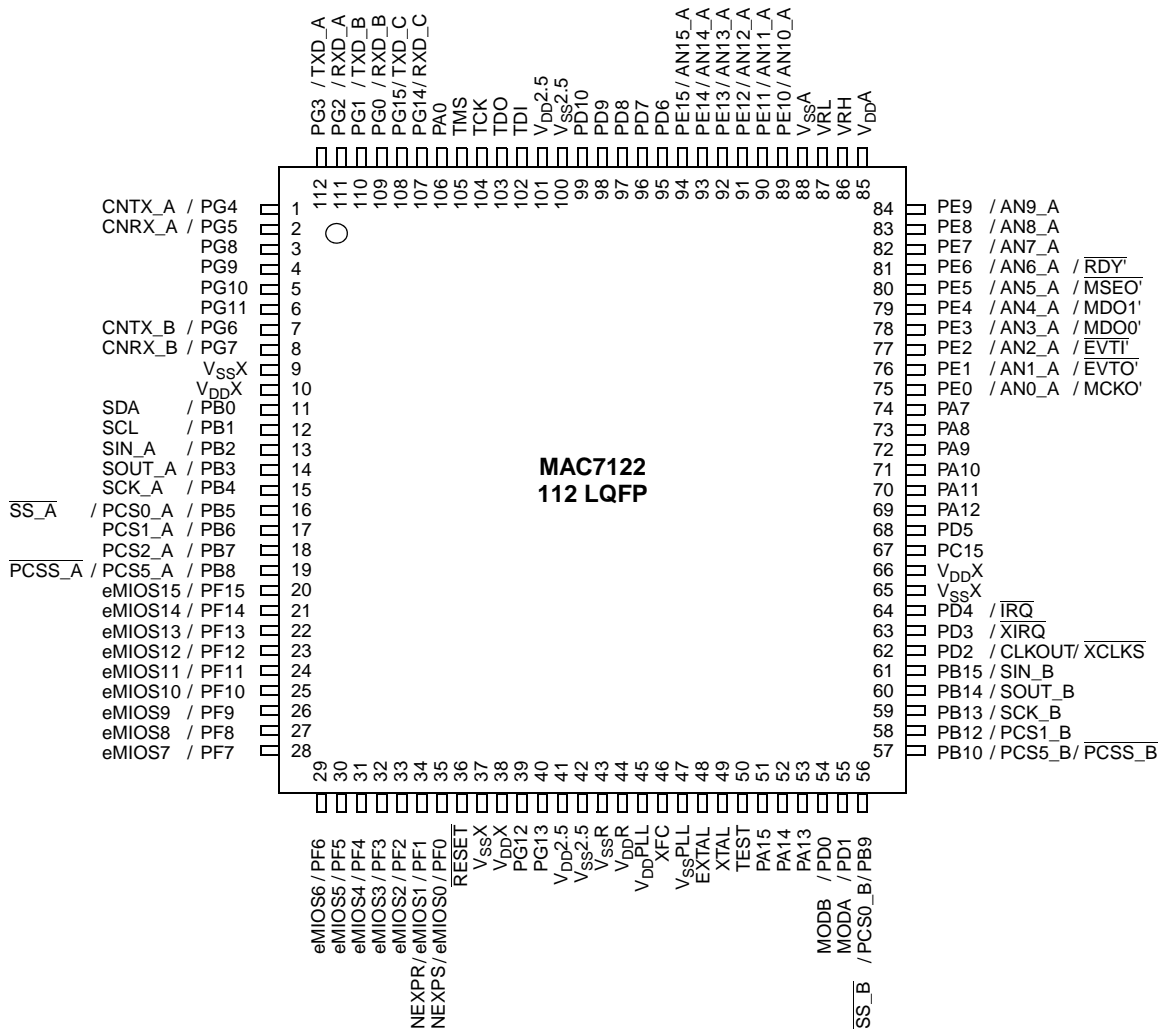 PG3 / TXD_A
PG2 / RXD_A
PG1 / TXD_B
PG0 / RXD_B
PG15/ TXD_C
PG14/ RXD_C
PA0
TMS
TCK
TDO
TDI
VDD2.5
VSS2.5
PD10
PD9
PD8
PD7
PD6
PE15/ AN15_A
PE14/ AN14_A
PE13/ AN13_A
PE12/ AN12_A
PE11/ AN11_A
PE10/ AN10_A
VSSA
VRL
VRH
VDDA
112
111
110
109
108
107
106
105
104
103
102
101
100
99
98
97
96
95
94
93
92
91
90
89
88
87
86
85
CNTX_A / PG4 1
CNRX_A / PG5 2
PG8 3
PG9 4
PG10 5
PG11 6
CNTX_B / PG6 7
CNRX_B / PG7 8
VSSX 9
VDDX 10
SDA / PB0 11
SCL / PB1 12
SIN_A / PB2 13
SOUT_A / PB3 14
SCK_A / PB4 15
SS_A / PCS0_A / PB5 16
PCS1_A / PB6 17
PCS2_A / PB7 18
PCSS_A / PCS5_A / PB8 19
eMIOS15 / PF15 20
eMIOS14 / PF14 21
eMIOS13 / PF13 22
eMIOS12 / PF12 23
eMIOS11 / PF11 24
eMIOS10 / PF10 25
eMIOS9 / PF9 26
eMIOS8 / PF8 27
eMIOS7 / PF7 28
MAC7122
112 LQFP
84 PE9 / AN9_A
83 PE8 / AN8_A
82 PE7 / AN7_A
81 PE6 / AN6_A / RDY'
80 PE5 / AN5_A / MSEO'
79 PE4 / AN4_A / MDO1'
78 PE3 / AN3_A / MDO0'
77 PE2 / AN2_A / EVTI'
76 PE1 / AN1_A / EVTO'
75 PE0 / AN0_A / MCKO'
74 PA7
73 PA8
72 PA9
71 PA10
70 PA11
69 PA12
68 PD5
67 PC15
66 VDDX
65 VSSX
64 PD4 / IRQ
63 PD3 / XIRQ
62 PD2 / CLKOUT/ XCLKS
61 PB15 / SIN_B
60 PB14 / SOUT_B
59 PB13 / SCK_B
58 PB12 / PCS1_B
57 PB10 / PCS5_B/ PCSS_B
29
30
31
32
33
34
35
36
37
38
39
40
41
42
43
44
45
46
47
48
49
50
51
52
53
54
55
56
eMIOS6 / PF6
eMIOS5 / PF5
eMIOS4 / PF4
eMIOS3 / PF3
eMIOS2 / PF2
NEXPR/ eMIOS1 / PF1
NEXPS/ eMIOS0 / PF0
RESET
VSSX
VDDX
PG12
PG13
VDD2.5
VSS2.5
VSSR
VDDR
VDDPLL
XFC
VSSPLL
EXTAL
XTAL
TEST
PA15
PA14
PA13
MODB / PD0
MODA / PD1
SS_B / PCS0_B/ PB9